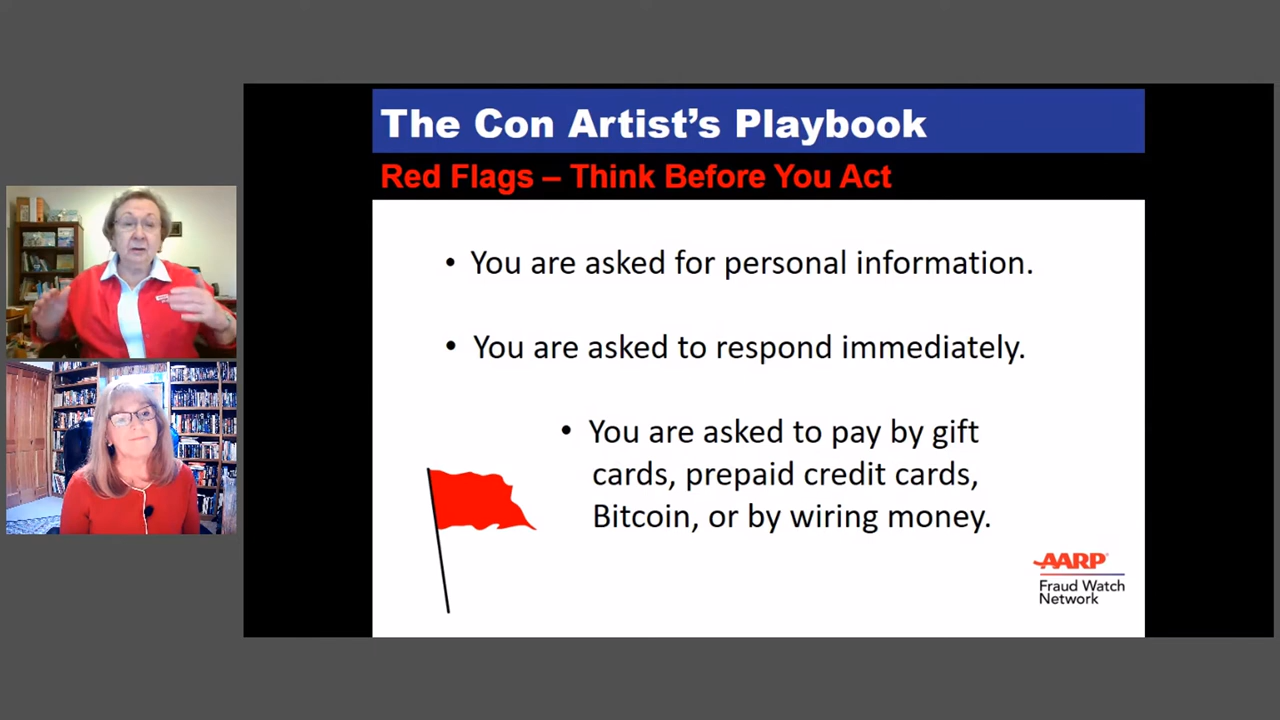 The Con Artist’s Playbook
Red Flags – Think Before You Act
• You are asked for personal information.
• You are asked to respond immediately.
• You are asked to pay by gift
cards, prepaid credit cards,
Bitcoin, or by wiring money.
AARP
Fraud Watch
Network